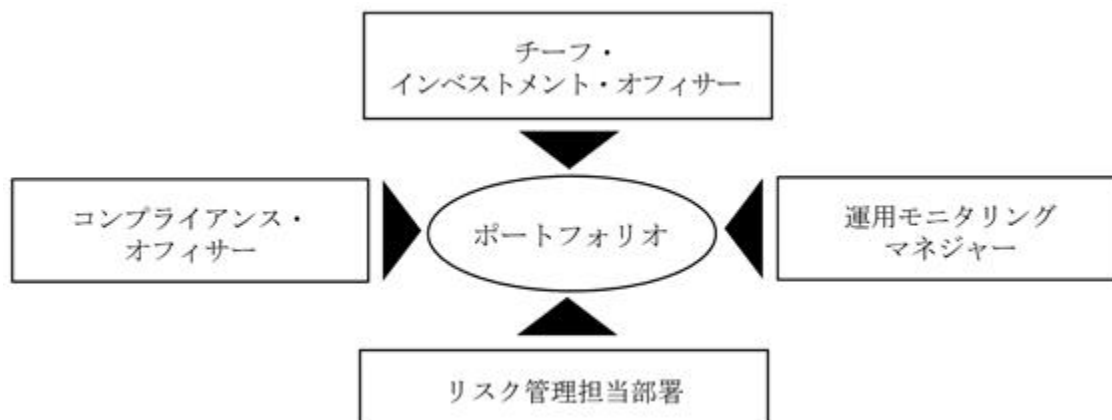 チーフ・
インベストメント・オフィサー
コンプライアンス・
オフィサー
ポートフォリオ
運用モニタリング
マネジャー
リスク管理担当部署